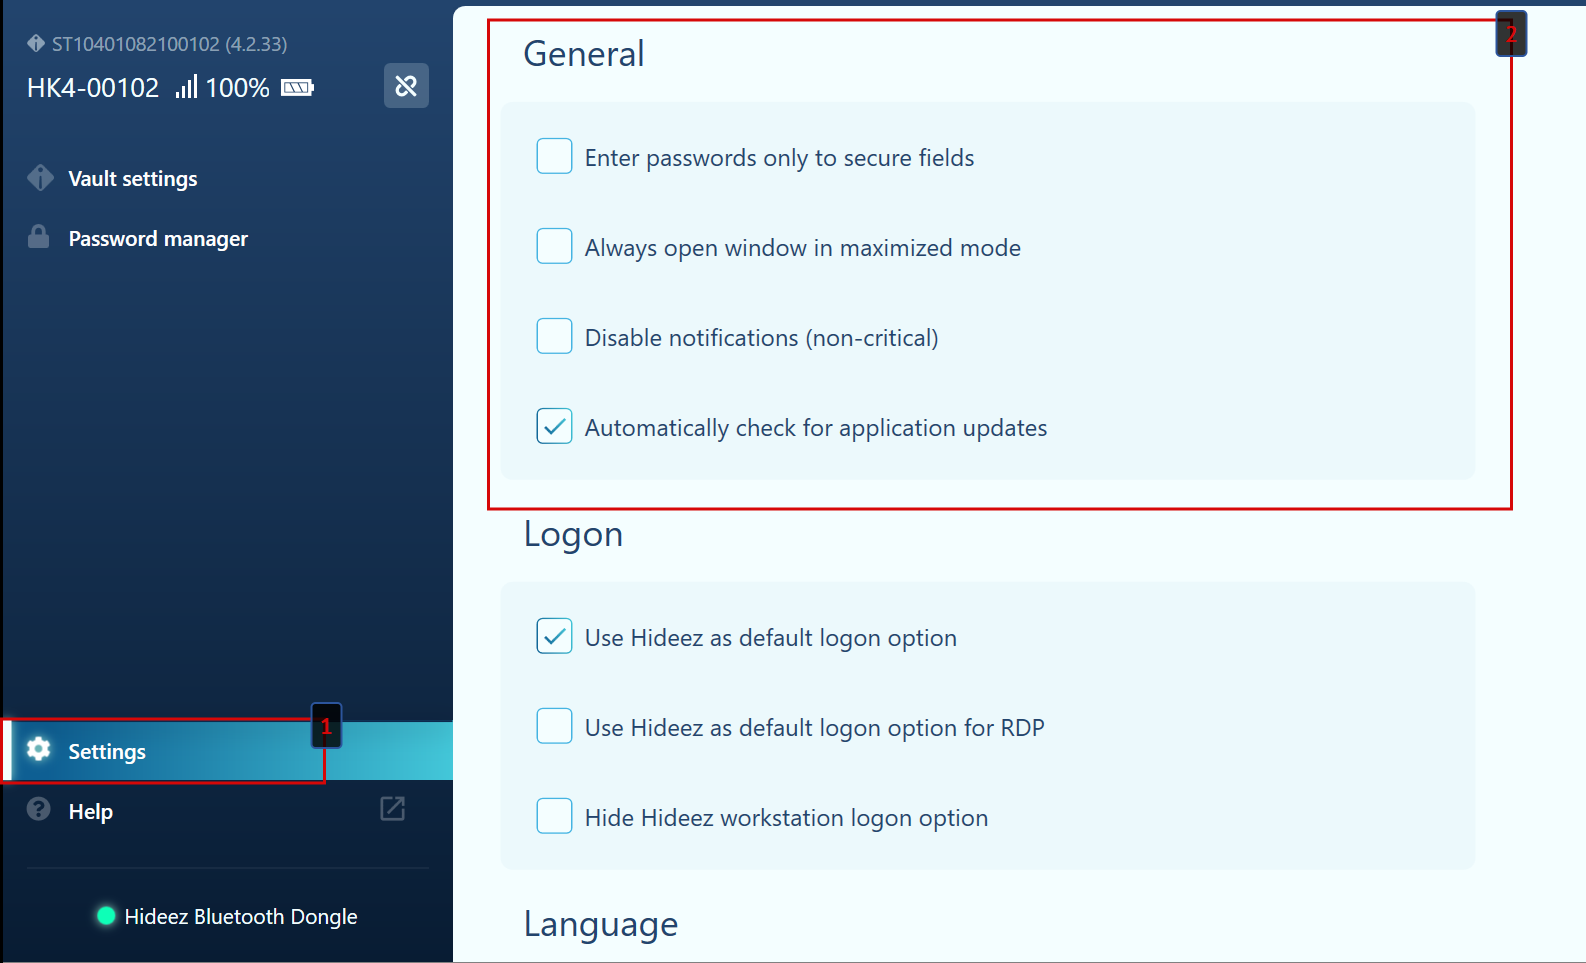 ST10401082100102 (4.2.33)
HK4-00102 100%
Vault settings
Password manager
1
Settings
Help
Hideez Bluetooth Dongle
2
General
Enter passwords only to secure fields
Always open window in maximized mode
Disable notifications (non-critical)
Automatically check for application updates
Logon
Use Hideez as default logon option
Use Hideez as default logon option for RDP
Hide Hideez workstation logon option
Language